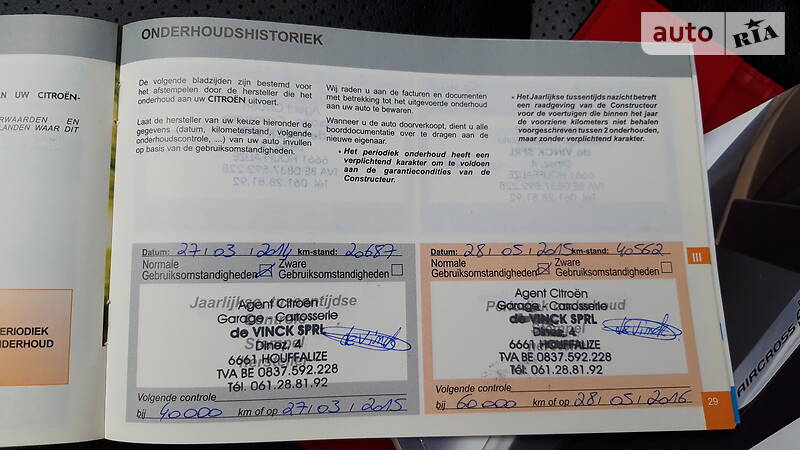 auto RIA
ONDERHOUDSHISTORIEK
N UW CITROËN-
RWAARDEN EN
LANDEN WAAR DIT
De volgende bladzijden zijn bestemd voor
het afstempelen door de hersteller die het
onderhoud aan uw CITROËN uitvoert.
Laat de hersteller van uw keuze hieronder de
gegevens (datum, kilometerstand, volgende
onderhoudscontrole, ...) van uw auto invullen
op basis van de gebruiksomstandigheden.
Wij raden u aan de facturen en documenten
met betrekking tot het uitgevoerde onderhoud
aan uw auto te bewaren.
Wanneer u de auto doorverkoopt, dient u alle
boorddocumentatie over te dragen aan de
nieuwe eigenaar.
• Het periodiek onderhoud heeft een
verplichtend karakter om te voldoen
aan de garantiecondities van de
Constructeur.
• Het Jaarlijkse tussentijds nazicht betreft
een raadgeving van de Constructeur
voor de voertuigen die binnen het jaar
de voorziene kilometers niet behalen
voorgeschreven tussen 2 onderhouden,
maar zonder verplichtend karakter.
Datum: 27 / 03 / 2014 km-stand: 20687
Normale Gebruiksomstandigheden
Zware Gebruiksomstandigheden
Jaarlijkse tussentijdse
Agent Citroën
Garage - Carrosserie
de VINCK SPRL
Dinez, 4
6661 HOUFFALIZE
TVA BE 0837.592.228
Tél. 061.28.81.92
de Vinck
Volgende controle
bij 40000 km of op 27 / 03 / 2015
Datum: 28 / 05 / 2015 km-stand: 40562
Normale Gebruiksomstandigheden
Zware Gebruiksomstandigheden
Agent Citroën
Garage - Carrosserie
de VINCK SPRL
Dinez, 4
6661 HOUFFALIZE
TVA BE 0837.592.228
Tél. 061.28.81.92
de Vinck
Volgende controle
bij 60000 km of op 28 / 05 / 2016
III
29
ERIODIEK
NDERHOUD
AIRCROSS